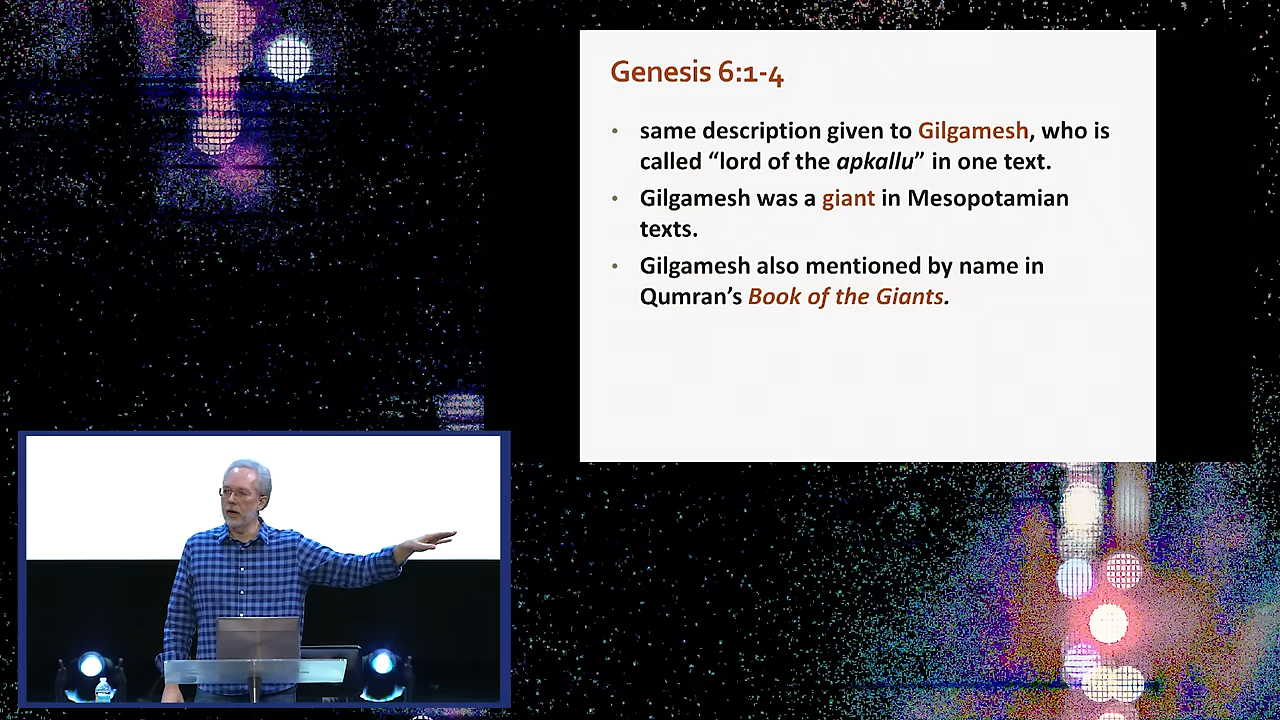 Genesis 6:1-4
• same description given to Gilgamesh, who is
called “lord of the apkallu” in one text.
• Gilgamesh was a giant in Mesopotamian
texts.
• Gilgamesh also mentioned by name in
Qumran’s Book of the Giants.